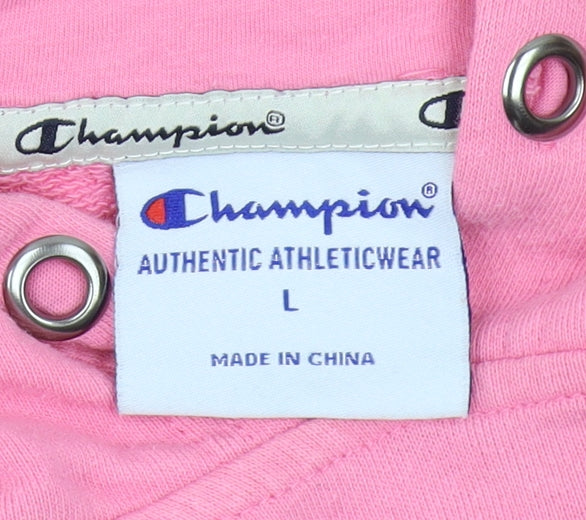 Champion®
Champion®
AUTHENTIC ATHLETICWEAR
L
MADE IN CHINA